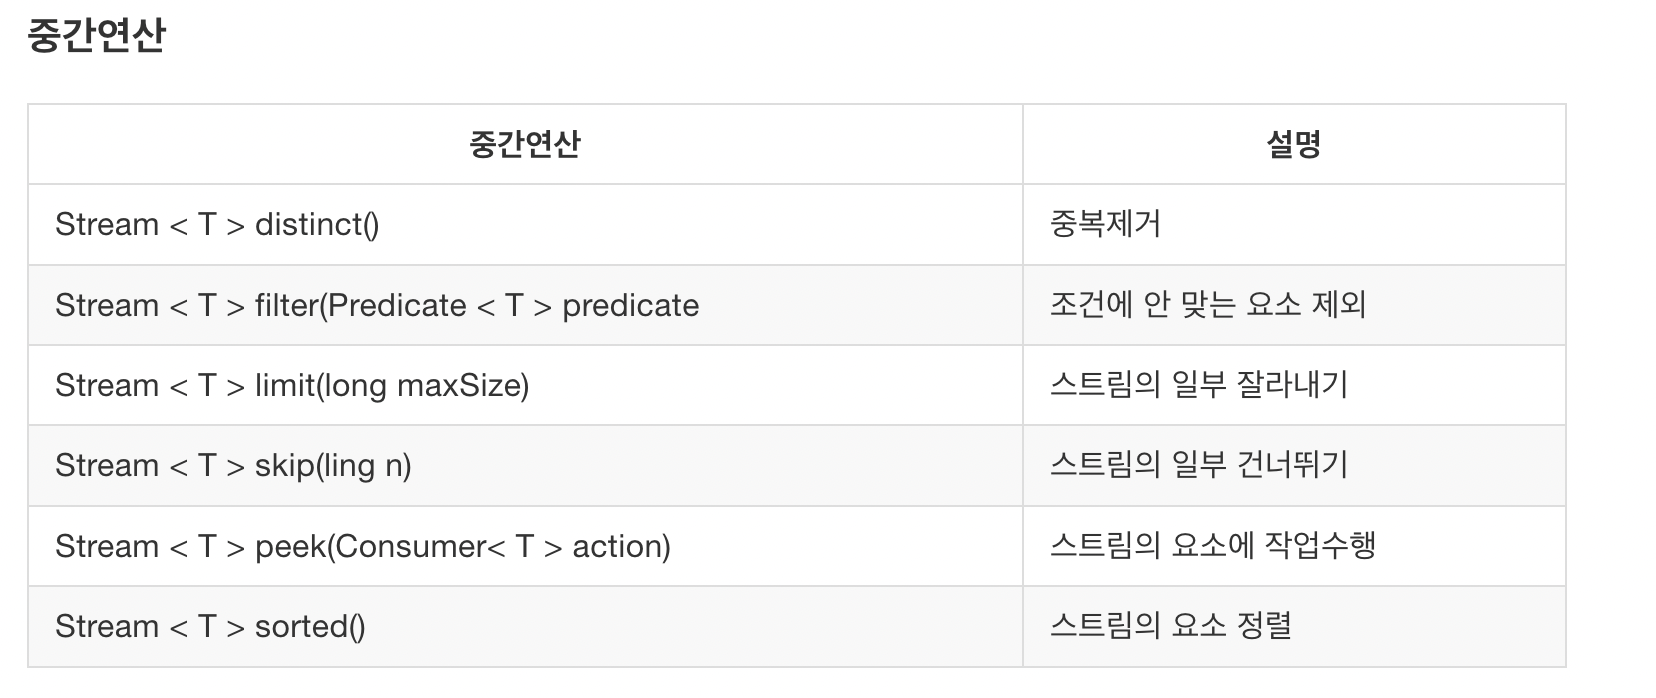 중간연산
중간연산 설명
Stream < T > distinct() 중복제거
Stream < T > filter(Predicate < T > predicate 조건에 안 맞는 요소 제외
Stream < T > limit(long maxSize) 스트림의 일부 잘라내기
Stream < T > skip(ling n) 스트림의 일부 건너뛰기
Stream < T > peek(Consumer< T > action) 스트림의 요소에 작업수행
Stream < T > sorted() 스트림의 요소 정렬